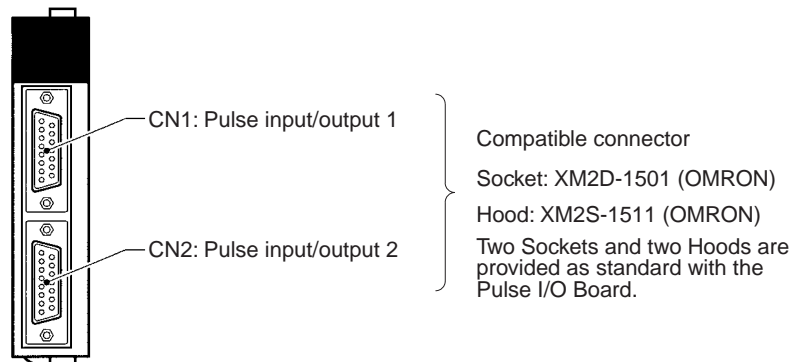 CN1: Pulse input/output 1
CN2: Pulse input/output 2
Compatible connector
Socket: XM2D-1501 (OMRON)
Hood: XM2S-1511 (OMRON)
Two Sockets and two Hoods are
provided as standard with the
Pulse I/O Board.